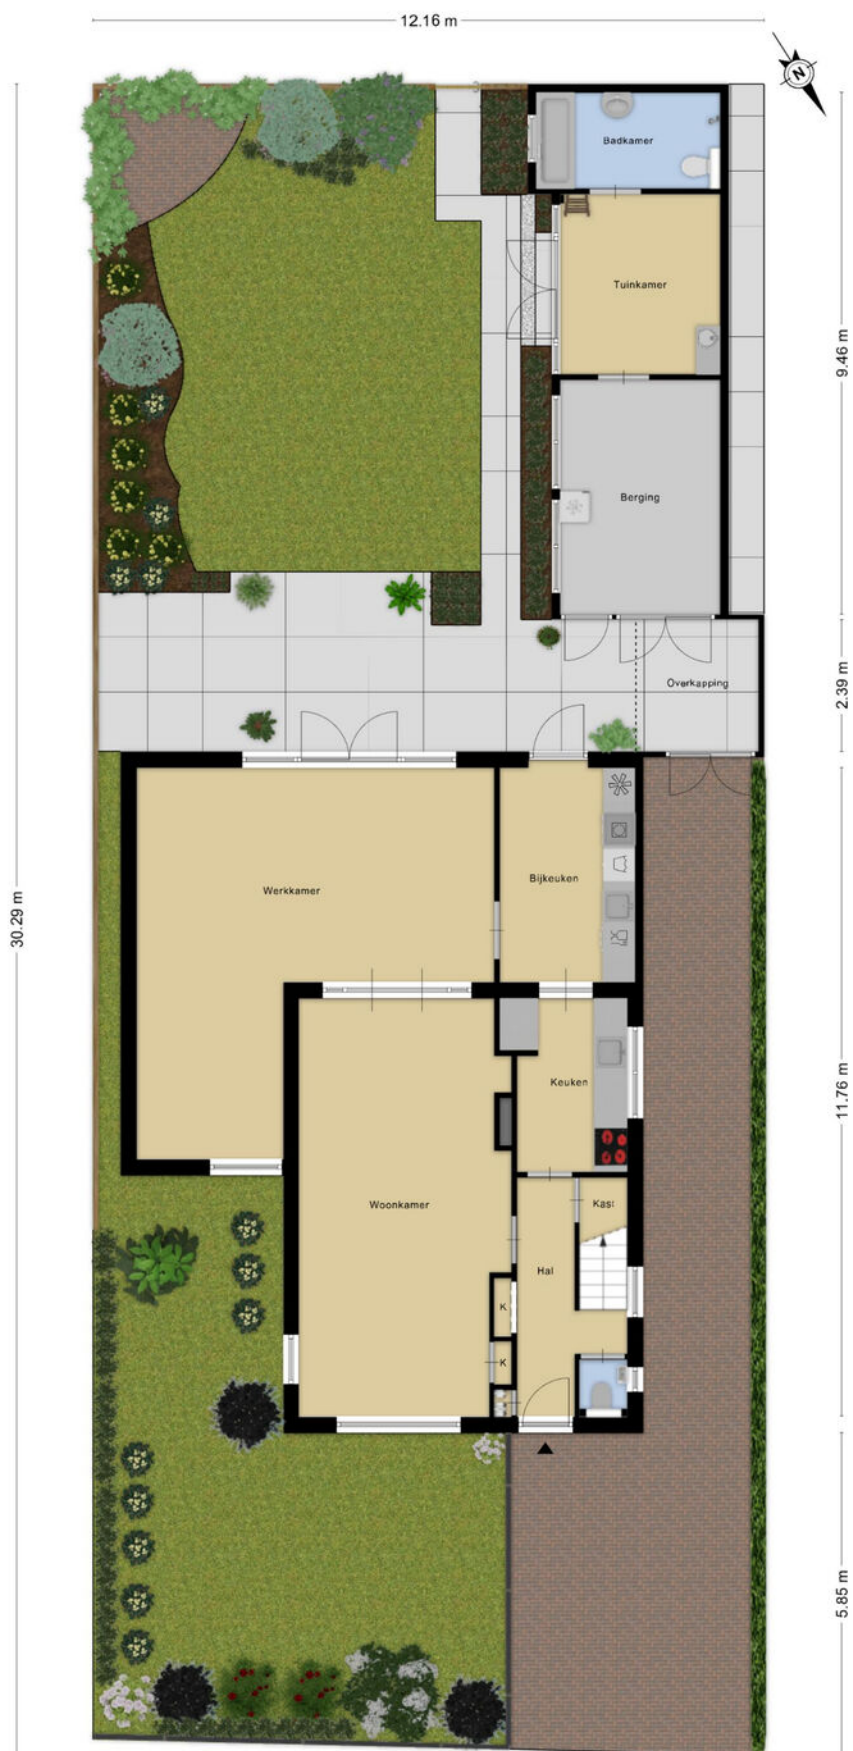 12.16 m
N
Badkamer
Tuinkamer
9.46 m
Berging
Overkapping
2.39 m
Werkkamer
Bijkeuken
30.29 m
Keuken
11.76 m
Woonkamer
Kast
Hal
K
K
5.85 m